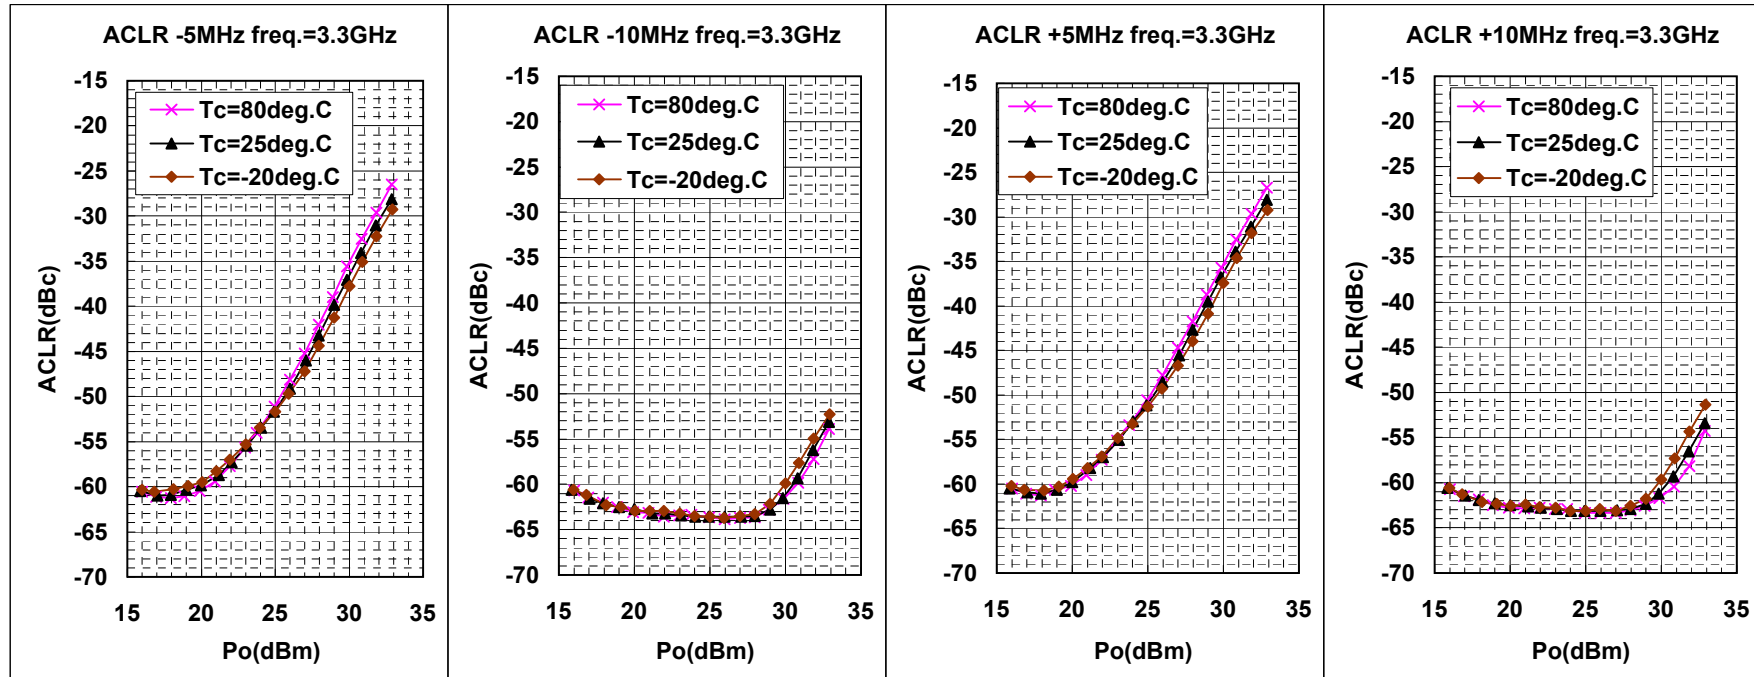 ACLR -5MHz freq.=3.3GHz
-15
-20
-25
-30
-35
-40
-45
-50
-55
-60
-65
-70
ACLR(dBc)
Tc=80deg.C
Tc=25deg.C
Tc=-20deg.C
15 20 25 30 35
Po(dBm)
ACLR -10MHz freq.=3.3GHz
-15
-20
-25
-30
-35
-40
-45
-50
-55
-60
-65
-70
ACLR(dBc)
Tc=80deg.C
Tc=25deg.C
Tc=-20deg.C
15 20 25 30 35
Po(dBm)
ACLR +5MHz freq.=3.3GHz
-15
-20
-25
-30
-35
-40
-45
-50
-55
-60
-65
-70
ACLR(dBc)
Tc=80deg.C
Tc=25deg.C
Tc=-20deg.C
15 20 25 30 35
Po(dBm)
ACLR +10MHz freq.=3.3GHz
-15
-20
-25
-30
-35
-40
-45
-50
-55
-60
-65
-70
ACLR(dBc)
Tc=80deg.C
Tc=25deg.C
Tc=-20deg.C
15 20 25 30 35
Po(dBm)